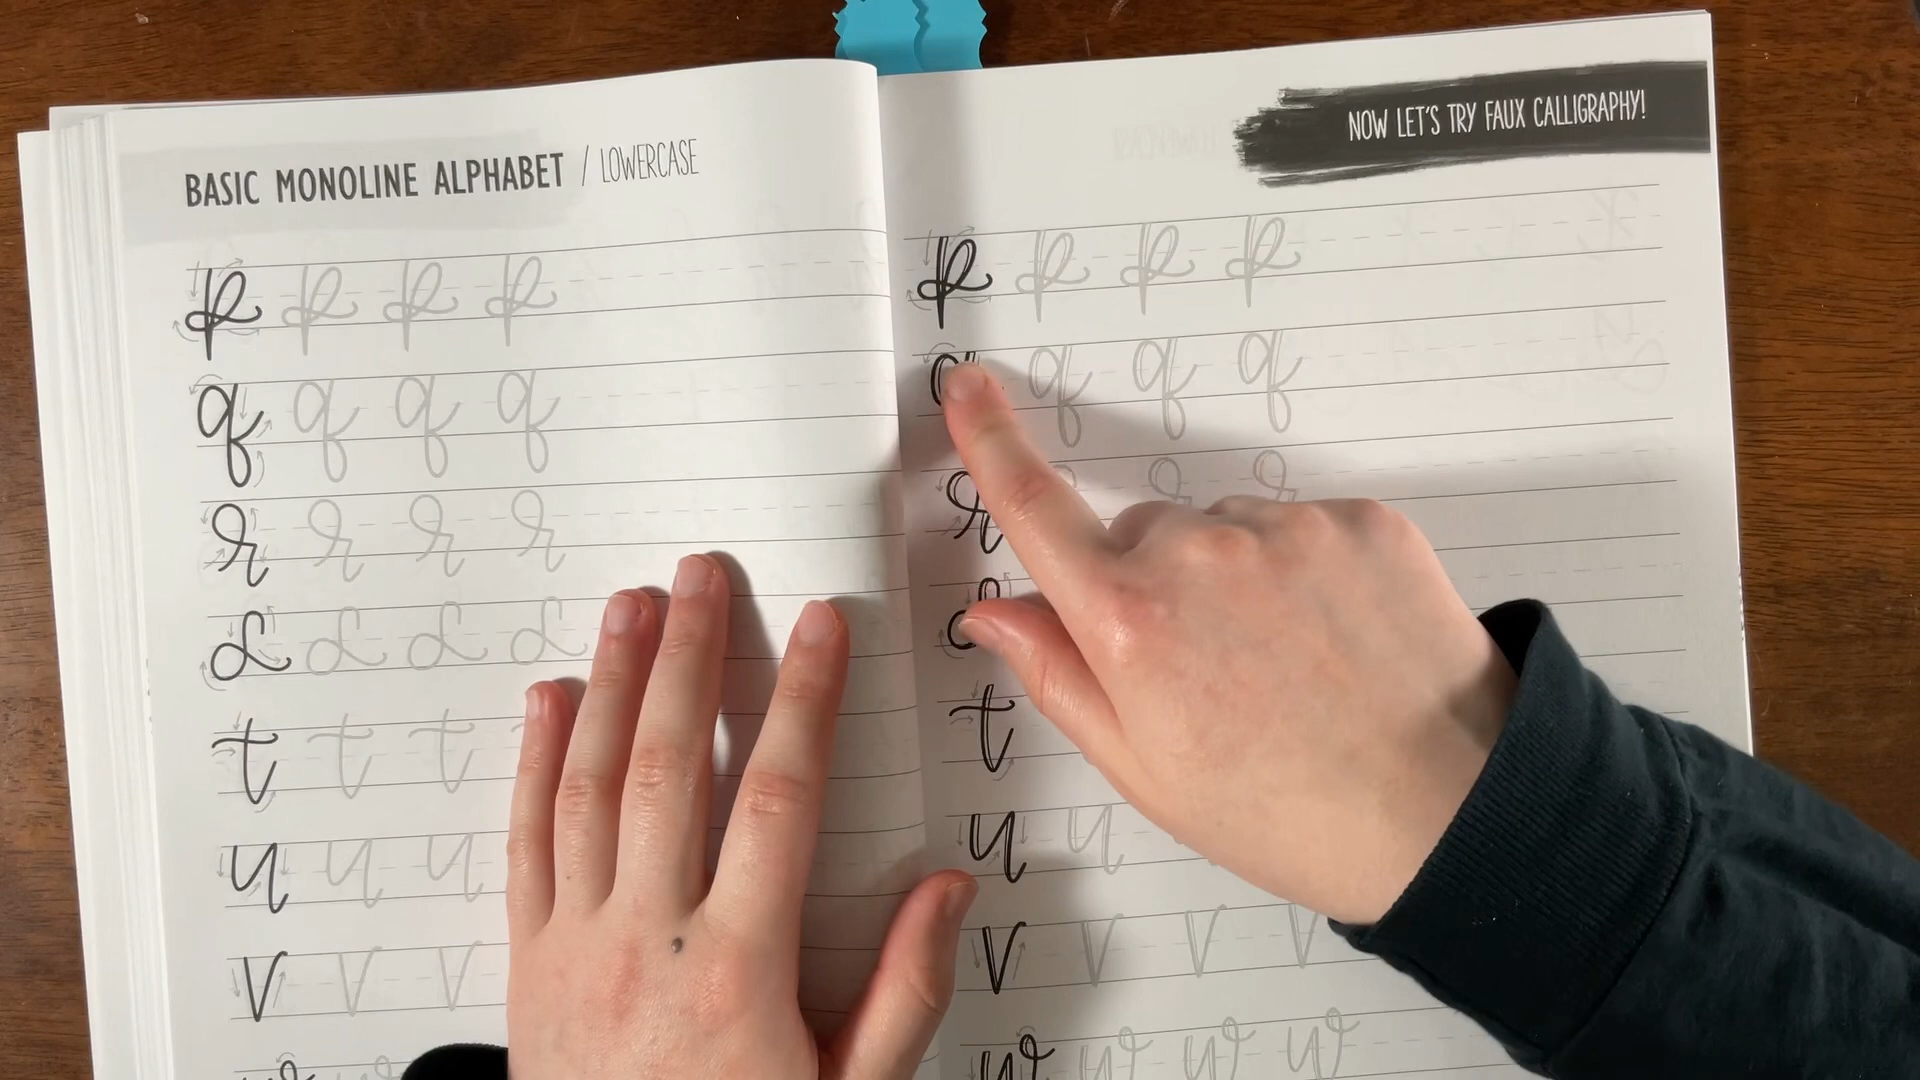 BASIC MONOLINE ALPHABET / LOWERCASE
p p p p
q q q q
r r r r
s s s s
t t t
u u u
v v v
w
NOW LET'S TRY FAUX CALLIGRAPHY!
p p p p
q q q q
r r r r
s
t
u u
v v v v
w w w w